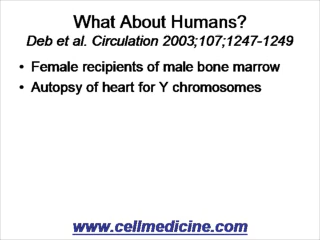 What About Humans?
Deb et al. Circulation 2003;107;1247-1249
• Female recipients of male bone marrow
• Autopsy of heart for Y chromosomes
www.cellmedicine.com